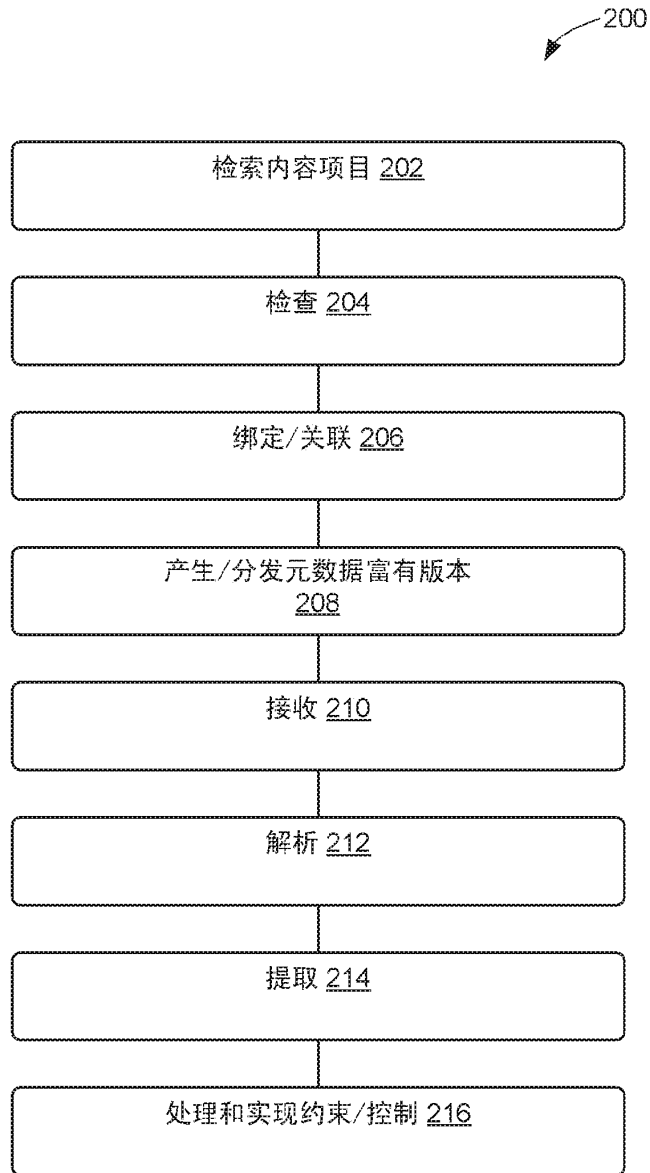 200
检索内容项目 202
检查 204
绑定/关联 206
产生/分发元数据富有版本
208
接收 210
解析 212
提取 214
处理和实现约束/控制 216